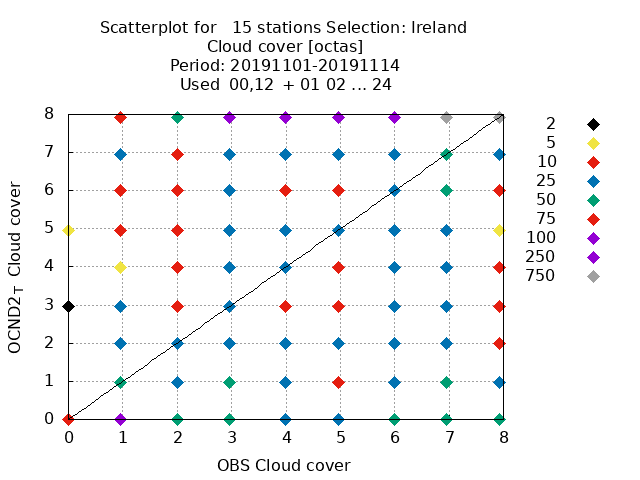 Scatterplot for   15 stations Selection: Ireland
Cloud cover [octas]
Period: 20191101-20191114
Used  00,12  + 01 02 ... 24
8
7
6
5
4
3
2
1
0
OCND2T Cloud cover
0 1 2 3 4 5 6 7 8
OBS Cloud cover
2
5
10
25
50
75
100
250
750